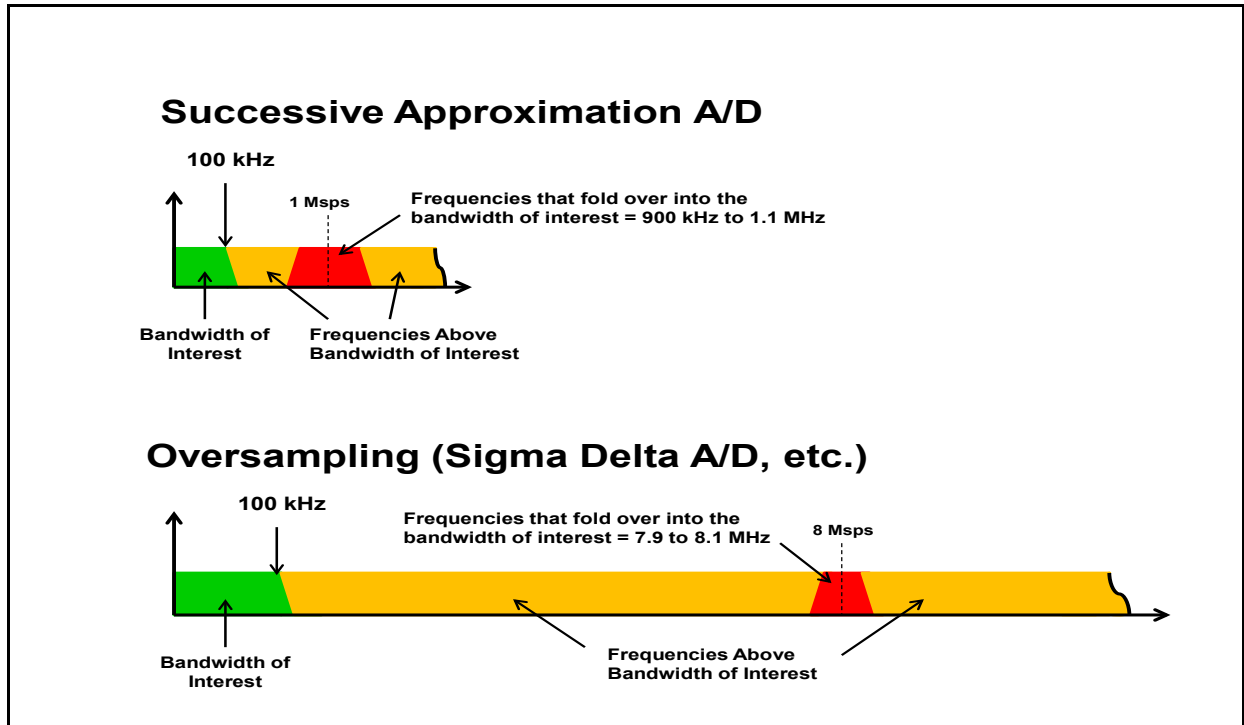 Successive Approximation A/D
100 kHz
1 Msps
Frequencies that fold over into the
bandwidth of interest = 900 kHz to 1.1 MHz
Bandwidth of
Interest
Frequencies Above
Bandwidth of Interest
Oversampling (Sigma Delta A/D, etc.)
100 kHz
Frequencies that fold over into the
bandwidth of interest = 7.9 to 8.1 MHz
8 Msps
Bandwidth of
Interest
Frequencies Above
Bandwidth of Interest